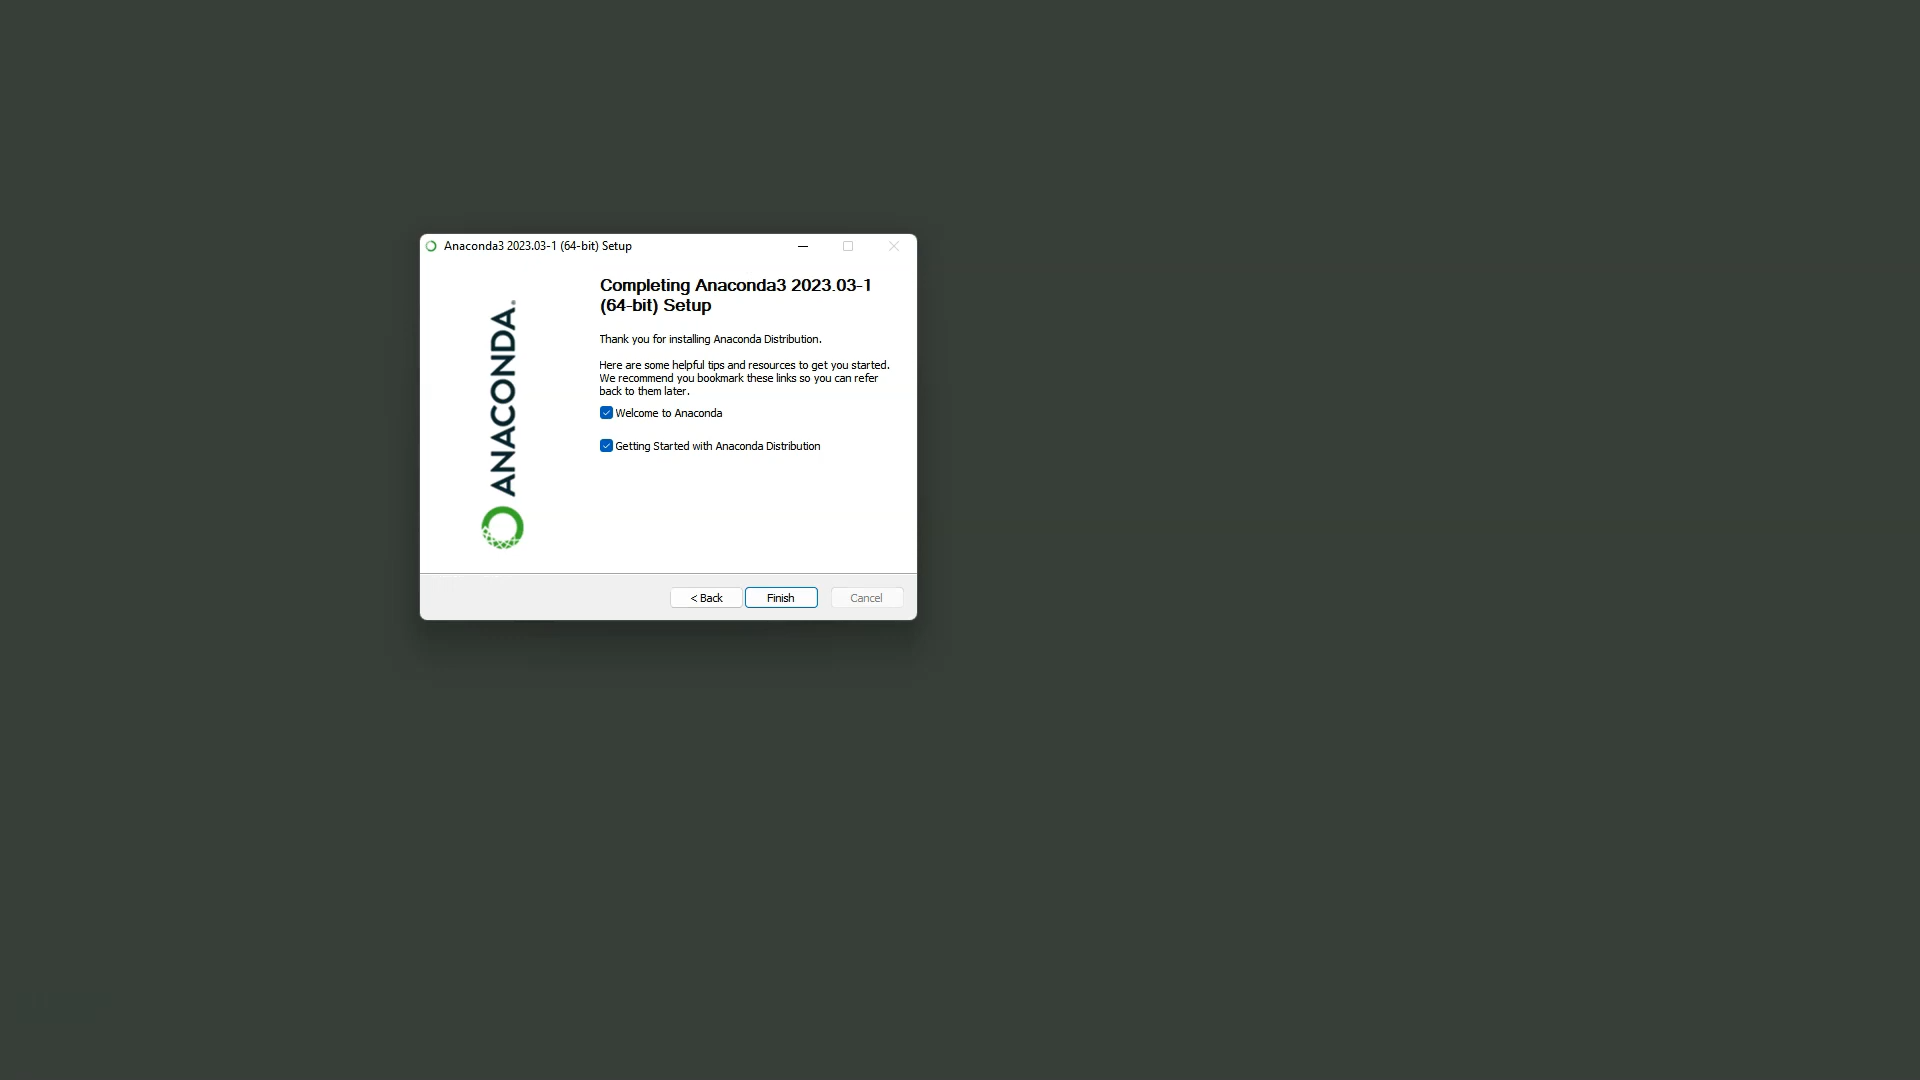 Anaconda3 2023.03-1 (64-bit) Setup
ANACONDA.
Completing Anaconda3 2023.03-1
(64-bit) Setup
Thank you for installing Anaconda Distribution.
Here are some helpful tips and resources to get you started.
We recommend you bookmark these links so you can refer
back to them later.
Welcome to Anaconda
Getting Started with Anaconda Distribution
< Back
Finish
Cancel